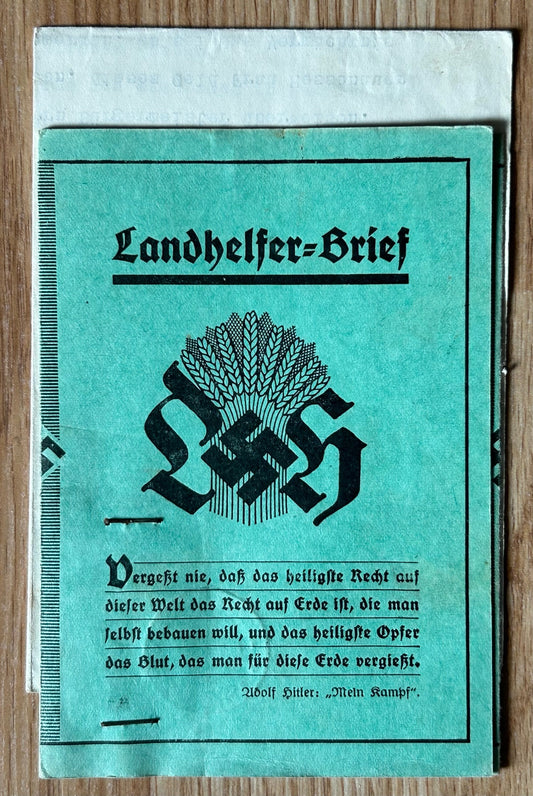 Landhelfer=Brief
L H
Vergeßt nie, daß das heiligste Recht auf
dieser Welt das Recht auf Erde ist, die man
selbst bebauen will, und das heiligste Opfer
das Blut, das man für diese Erde vergießt.
Adolf Hitler: „Mein Kampf“.